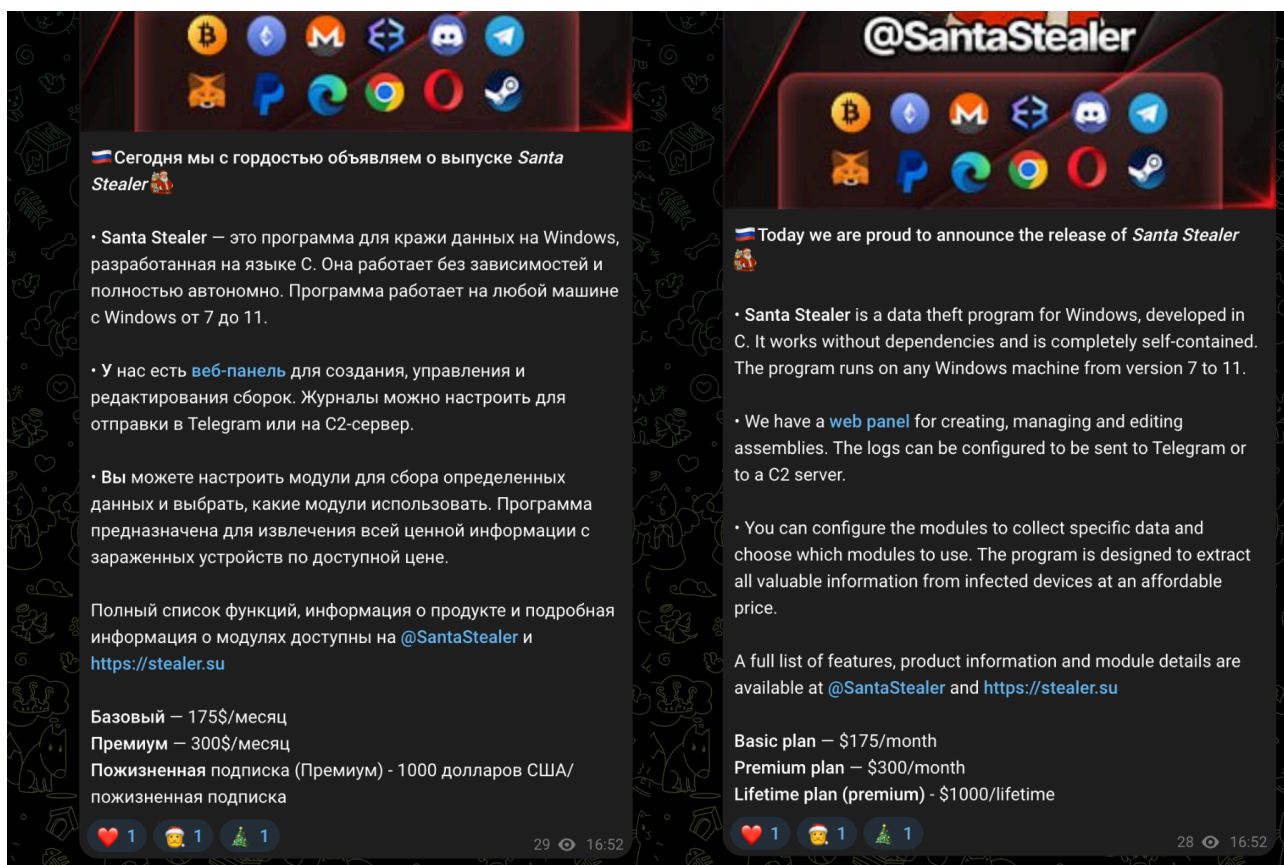 🇷🇺Сегодня мы с гордостью объявляем о выпуске Santa
Stealer🎅
• Santa Stealer — это программа для кражи данных на Windows,
разработанная на языке C. Она работает без зависимостей и
полностью автономно. Программа работает на любой машине
с Windows от 7 до 11.
• У нас есть веб-панель для создания, управления и
редактирования сборок. Журналы можно настроить для
отправки в Telegram или на C2-сервер.
• Вы можете настроить модули для сбора определенных
данных и выбрать, какие модули использовать. Программа
предназначена для извлечения всей ценной информации с
зараженных устройств по доступной цене.
Полный список функций, информация о продукте и подробная
информация о модулях доступны на @SantaStealer и
https://stealer.su
Базовый — 175$/месяц
Премиум — 300$/месяц
Пожизненная подписка (Премиум) - 1000 долларов США/
пожизненная подписка
❤️ 1 🎅 1 🎄 1
29 16:52
@SantaStealer
🇷🇺Today we are proud to announce the release of Santa Stealer
🎅
• Santa Stealer is a data theft program for Windows, developed in
C. It works without dependencies and is completely self-contained.
The program runs on any Windows machine from version 7 to 11.
• We have a web panel for creating, managing and editing
assemblies. The logs can be configured to be sent to Telegram or
to a C2 server.
• You can configure the modules to collect specific data and
choose which modules to use. The program is designed to extract
all valuable information from infected devices at an affordable
price.
A full list of features, product information and module details are
available at @SantaStealer and https://stealer.su
Basic plan — $175/month
Premium plan — $300/month
Lifetime plan (premium) - $1000/lifetime
❤️ 1 🎅 1 🎄 1
28 16:52